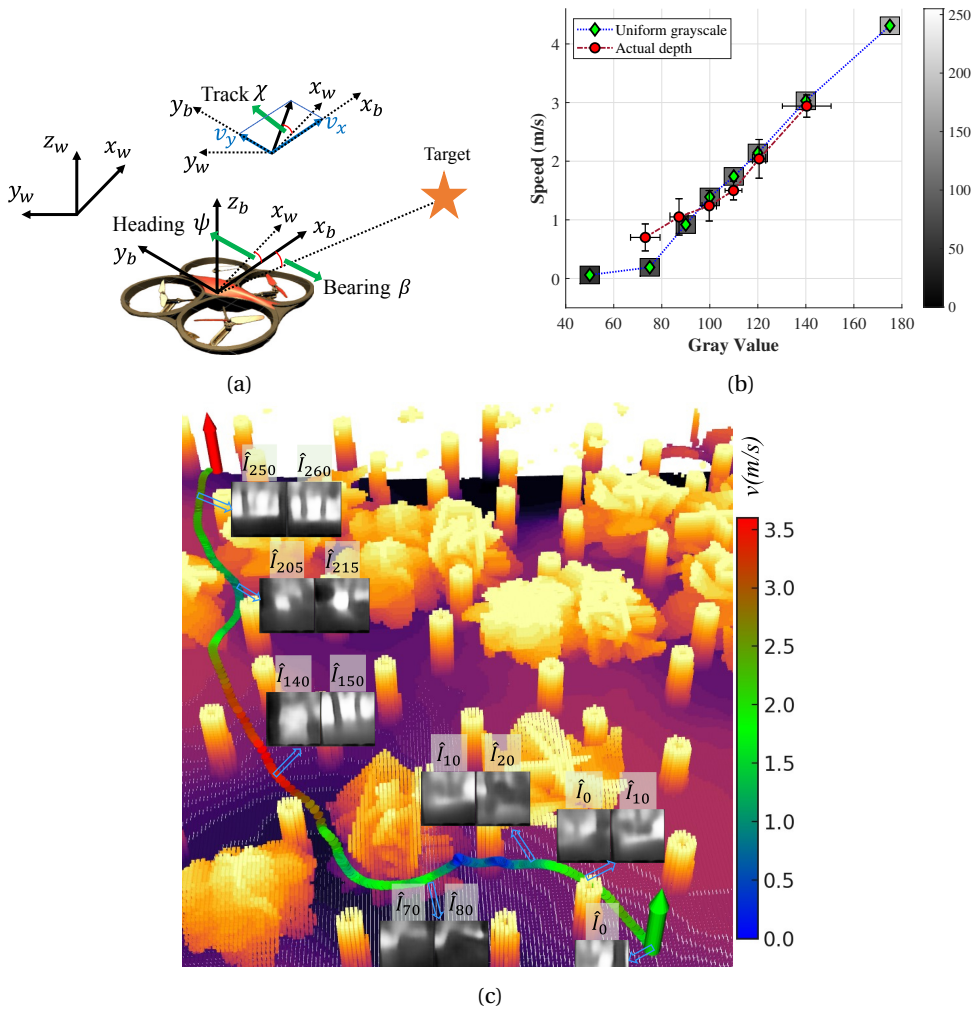 Track χ
x_w
x_b
y_b
v_y
v_x
y_w
z_w
x_w
y_w
Target
z_b
x_w
Heading ψ
x_b
y_b
Bearing β
(a)
Uniform grayscale
Actual depth
Speed (m/s)
4
3
2
1
0
40 60 80 100 120 140 160 180
Gray Value
250
200
150
100
50
0
(b)
Î_250 Î_260
Î_205 Î_215
Î_140 Î_150
Î_10 Î_20
Î_0 Î_10
Î_70 Î_80
Î_0
v(m/s)
3.5
3.0
2.5
2.0
1.5
1.0
0.5
0.0
(c)